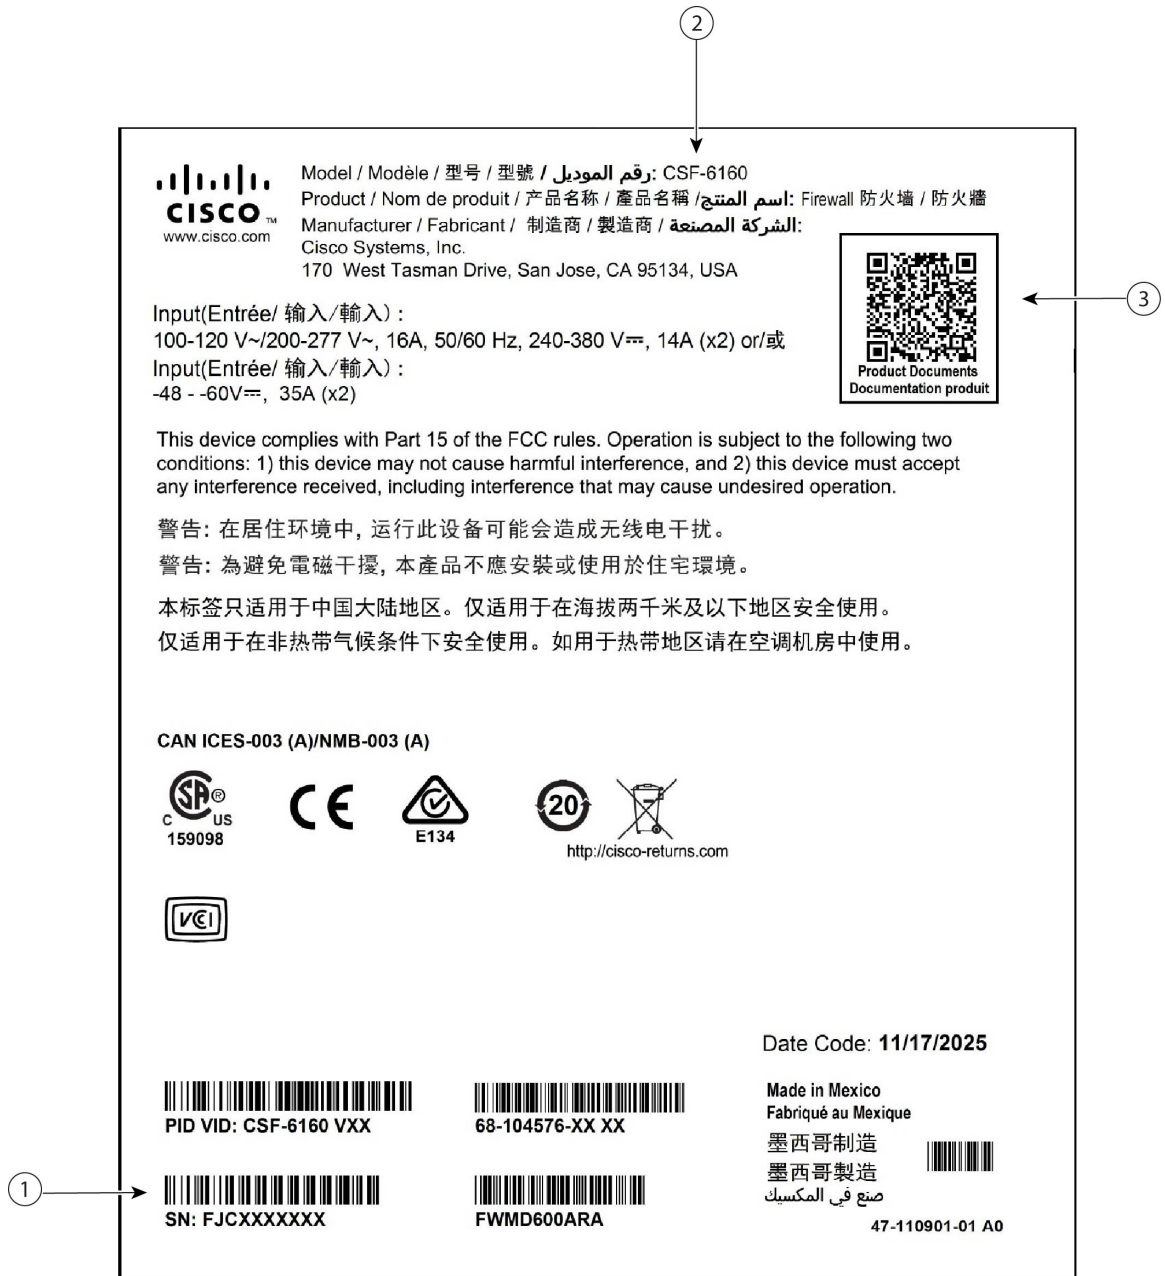 2
CISCO TM
www.cisco.com
Model / Modèle / 型号 / 型號 / رقم الموديل: CSF-6160
Product / Nom de produit / 产品名称 / 產品名稱 /اسم المنتج: Firewall 防火墙 / 防火牆
Manufacturer / Fabricant / 制造商 / 製造商 / الشركة المصنعة:
Cisco Systems, Inc.
170 West Tasman Drive, San Jose, CA 95134, USA
3
Product Documents
Documentation produit
Input(Entrée/ 输入/輸入) :
100-120 V~/200-277 V~, 16A, 50/60 Hz, 240-380 V⎓, 14A (x2) or/或
Input(Entrée/ 输入/輸入) :
-48 - -60V⎓, 35A (x2)
This device complies with Part 15 of the FCC rules. Operation is subject to the following two
conditions: 1) this device may not cause harmful interference, and 2) this device must accept
any interference received, including interference that may cause undesired operation.
警告: 在居住环境中, 运行此设备可能会造成无线电干扰。
警告: 為避免電磁干擾, 本產品不應安裝或使用於住宅環境。
本标签只适用于中国大陆地区。仅适用于在海拔两千米及以下地区安全使用。
仅适用于在非热带气候条件下安全使用。如用于热带地区请在空调机房中使用。
CAN ICES-003 (A)/NMB-003 (A)
C SA ® US
159098
CE
E134
20
http://cisco-returns.com
VCI
Date Code: 11/17/2025
PID VID: CSF-6160 VXX
68-104576-XX XX
Made in Mexico
Fabriqué au Mexique
墨西哥制造
墨西哥製造
صنع في المكسيك
1
SN: FJCXXXXXXX
FWMD600ARA
47-110901-01 A0